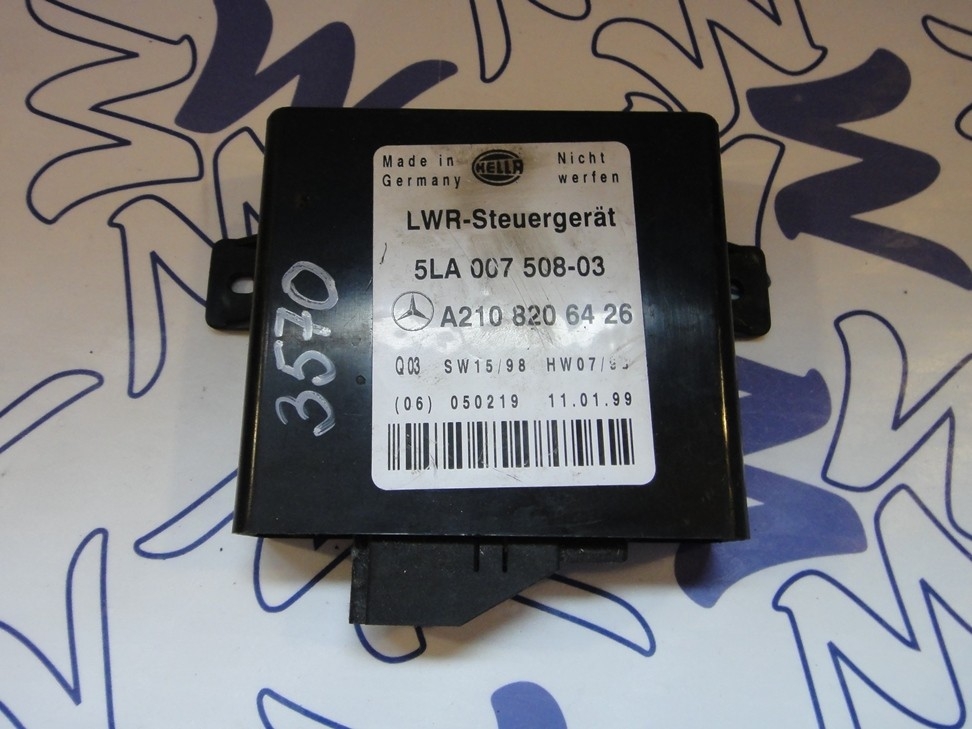 Made in HELLA Nicht
Germany werfen
LWR-Steuergerät
5LA 007 508-03
A210 820 64 26
Q03 SW15/98
(06) 050219 11.01.99
3570